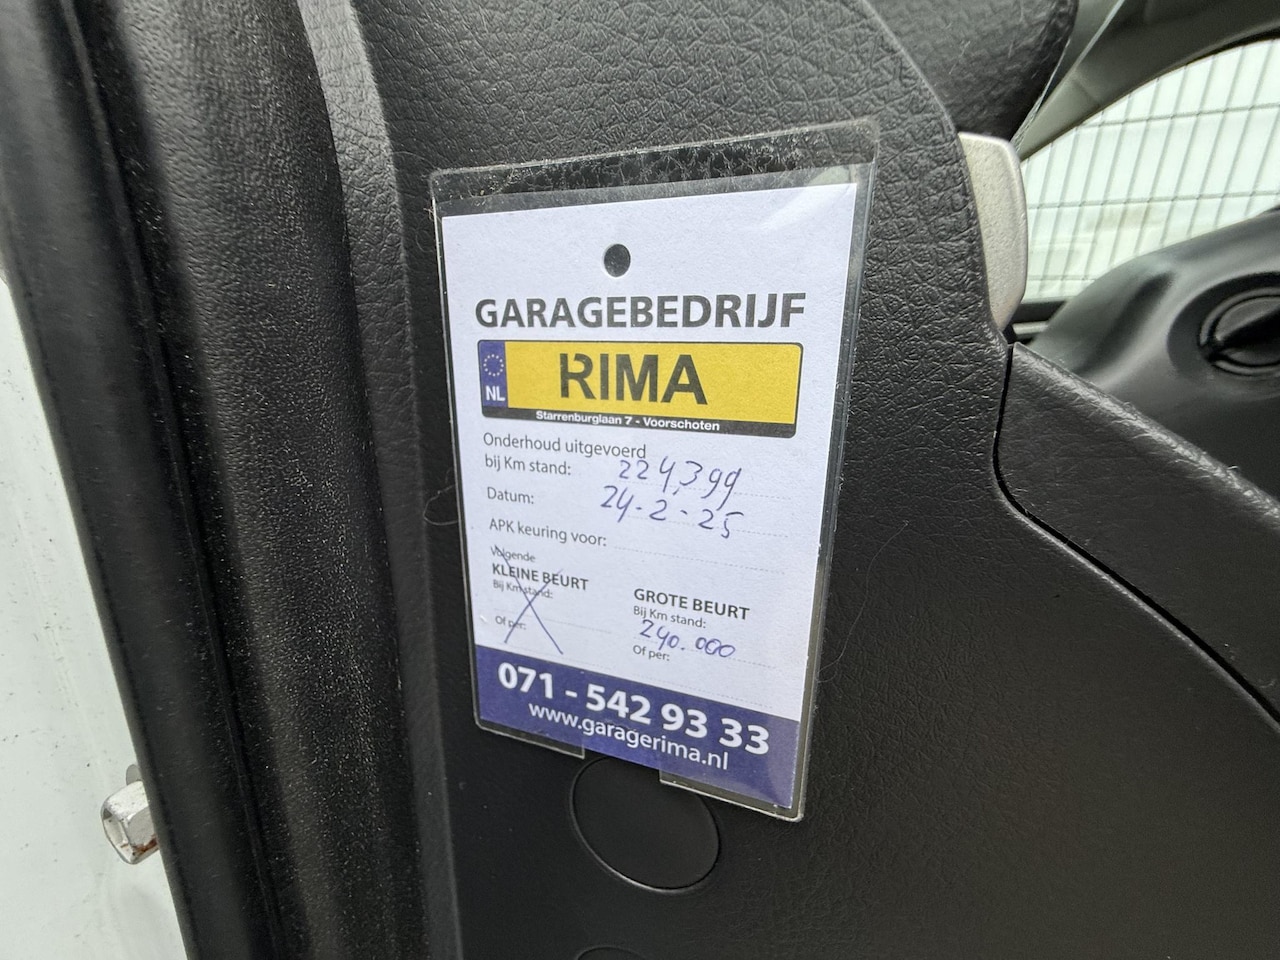 GARAGEBEDRIJF
NL RIMA
Starrenburglaan 7 - Voorschoten
Onderhoud uitgevoerd
bij Km stand: 224,399
Datum: 24-2-25
APK keuring voor:
Volgende
KLEINE BEURT
Bij Km stand:
Of per:
GROTE BEURT
Bij Km stand:
240.000
Of per:
071 - 542 93 33
www.garagerima.nl